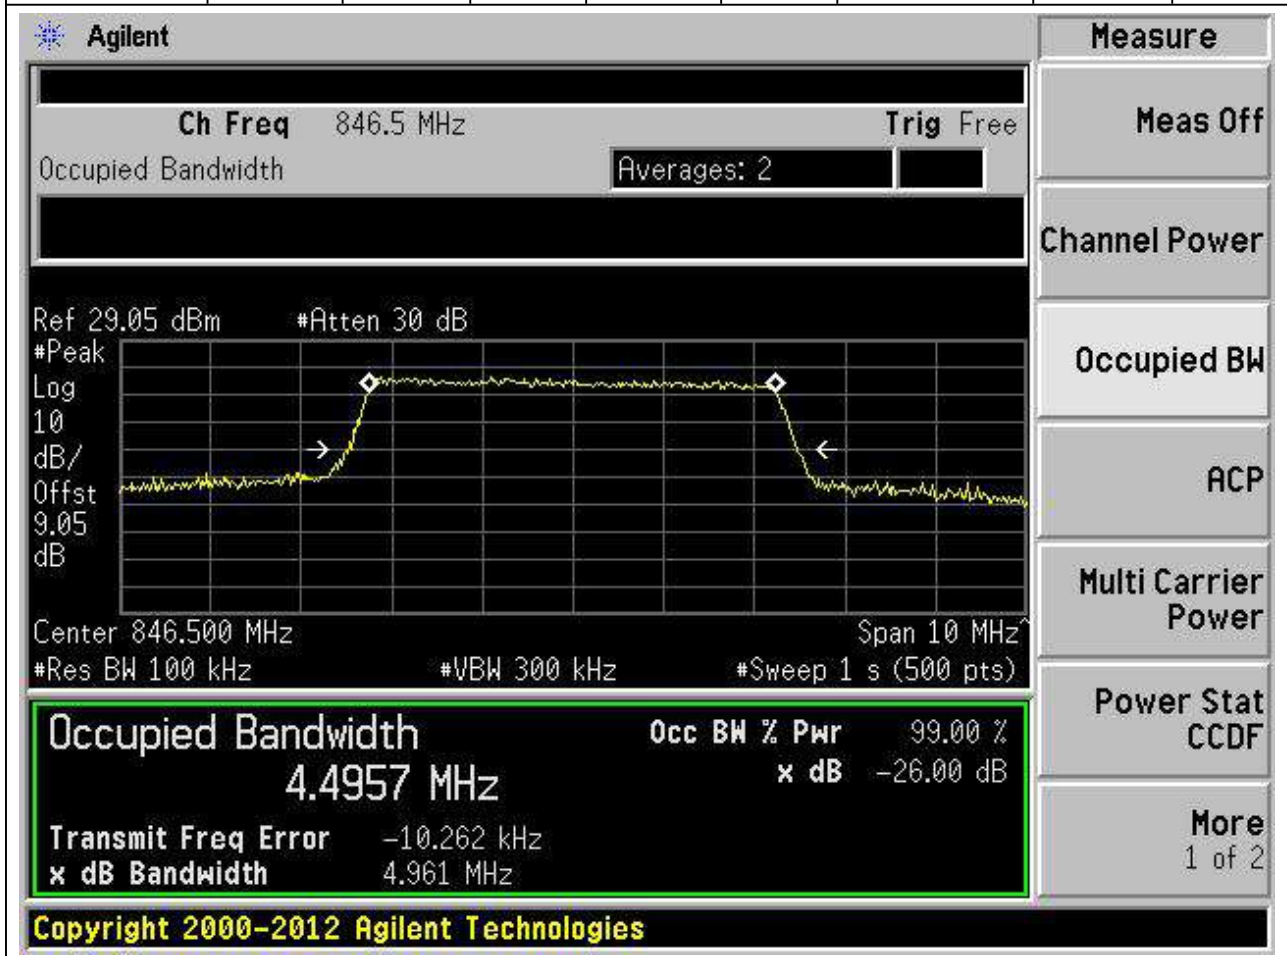 Agilent
Measure
Ch Freq 846.5 MHz Trig Free
Occupied Bandwidth Averages: 2
Meas Off
Channel Power
Occupied BW
ACP
Multi Carrier
Power
Power Stat
CCDF
More
1 of 2
Ref 29.05 dBm #Atten 30 dB
#Peak
Log
10
dB/
Offst
9.05
dB
Center 846.500 MHz Span 10 MHz^
#Res BW 100 kHz #VBW 300 kHz #Sweep 1 s (500 pts)
Occupied Bandwidth Occ BW % Pwr 99.00 %
4.4957 MHz x dB -26.00 dB
Transmit Freq Error -10.262 kHz
x dB Bandwidth 4.961 MHz
Copyright 2000-2012 Agilent Technologies